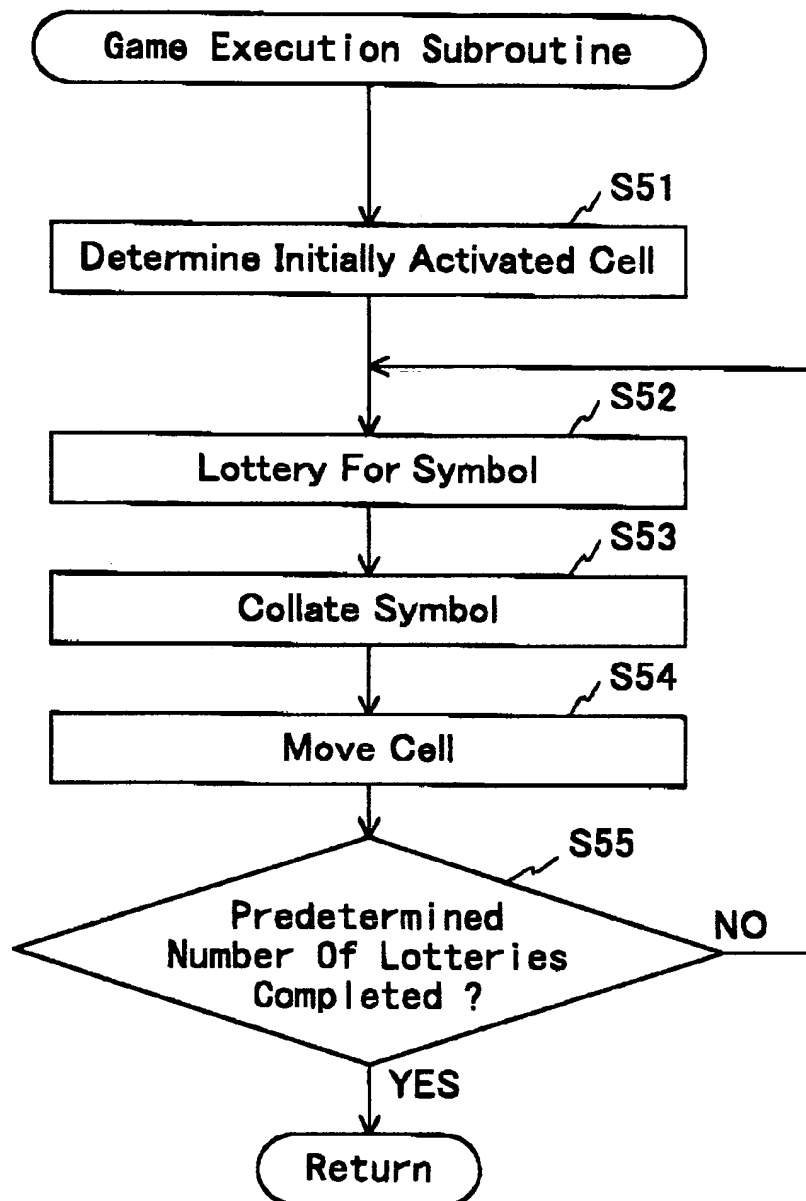 Game Execution Subroutine
S51
Determine Initially Activated Cell
S52
Lottery For Symbol
S53
Collate Symbol
S54
Move Cell
S55
Predetermined
Number Of Lotteries
Completed ?
NO
YES
Return